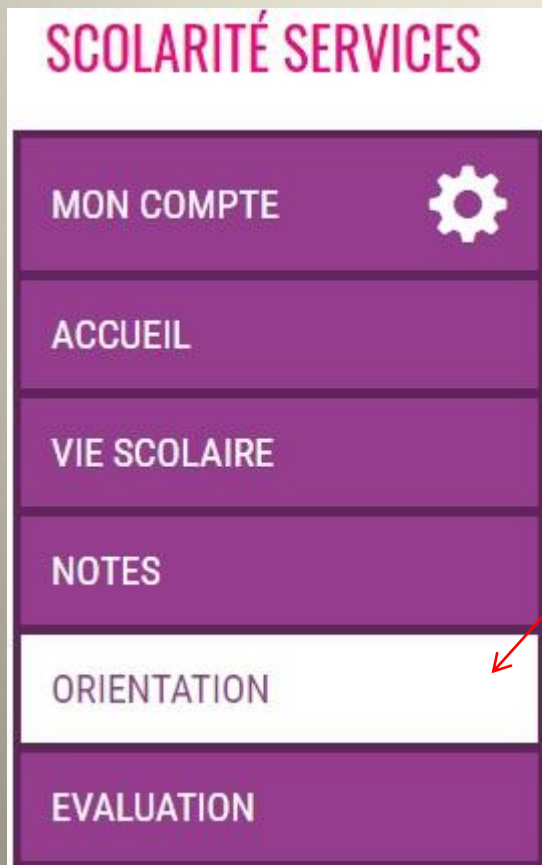 SCOLARITÉ SERVICES
MON COMPTE
ACCUEIL
VIE SCOLAIRE
NOTES
ORIENTATION
EVALUATION